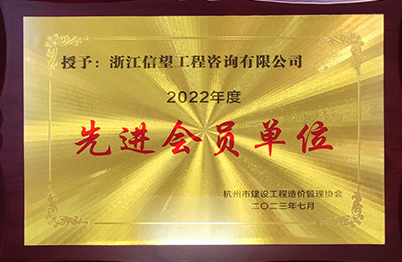 授予：浙江信望工程咨询有限公司
2022年度
先进会员单位
杭州市建设工程造价管理协会
二〇二三年七月